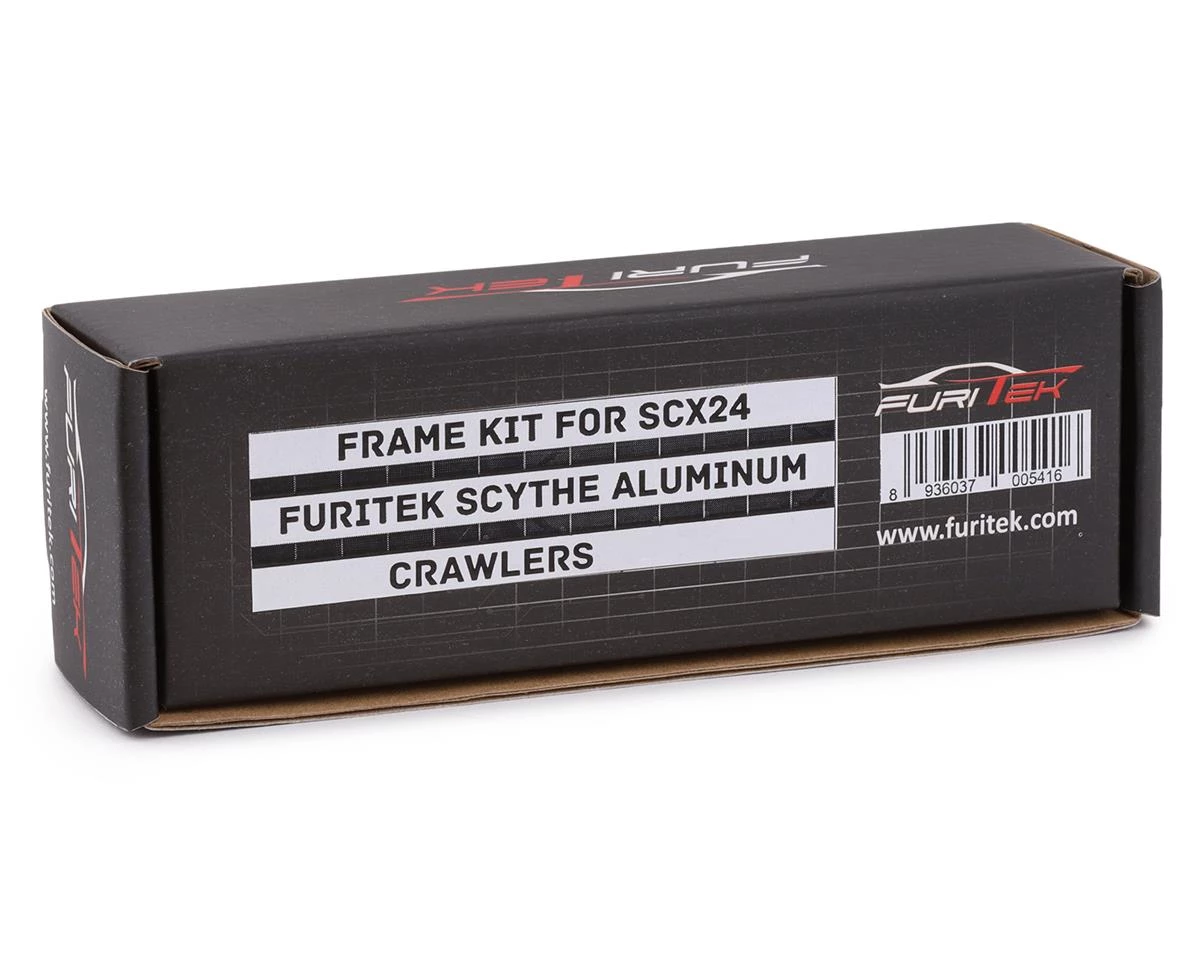 FURITEK
FRAME KIT FOR SCX24
FURITEK SCYTHE ALUMINUM
CRAWLERS
FURITEK
8 936037 005416
www.furitek.com
FURITEK
www.furitek.com